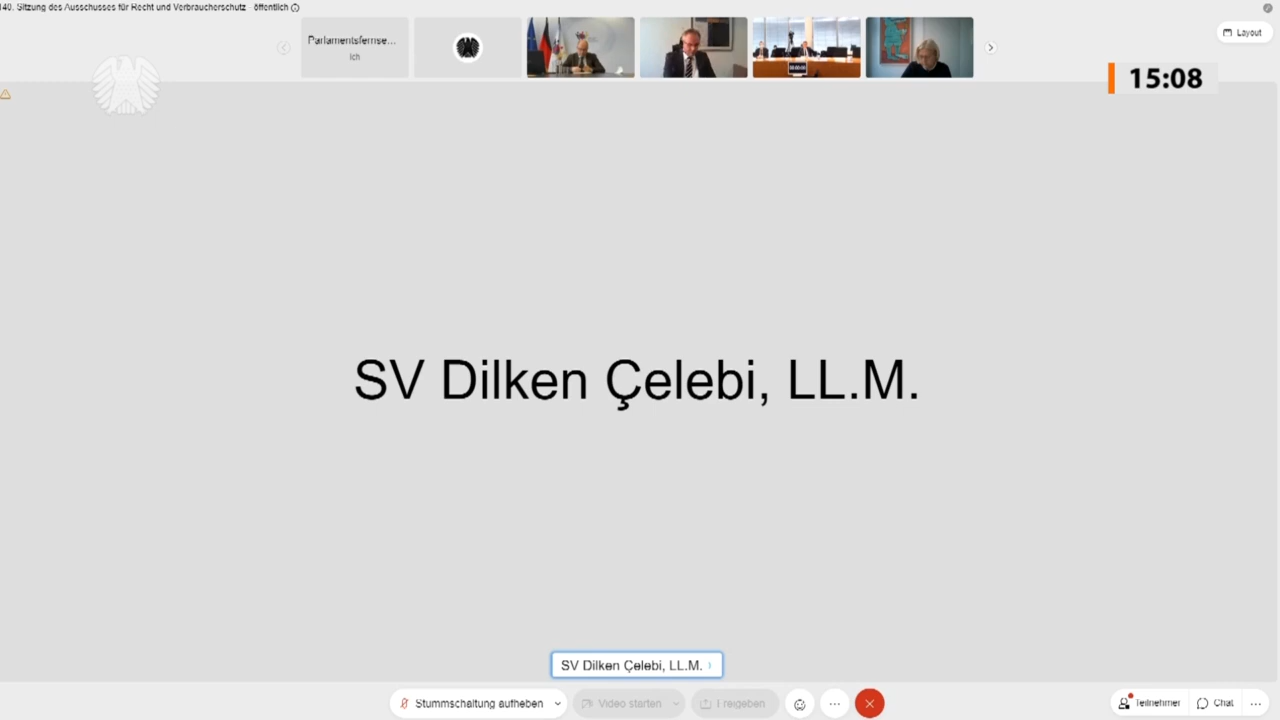 140. Sitzung des Ausschusses für Recht und Verbraucherschutz - öffentlich
Parlamentsfernse...
Ich
Layout
15:08
SV Dilken Çelebi, LL.M.
SV Dilken Çelebi, LL.M.
Stummschaltung aufheben
Video starten
Freigeben
Teilnehmer
Chat